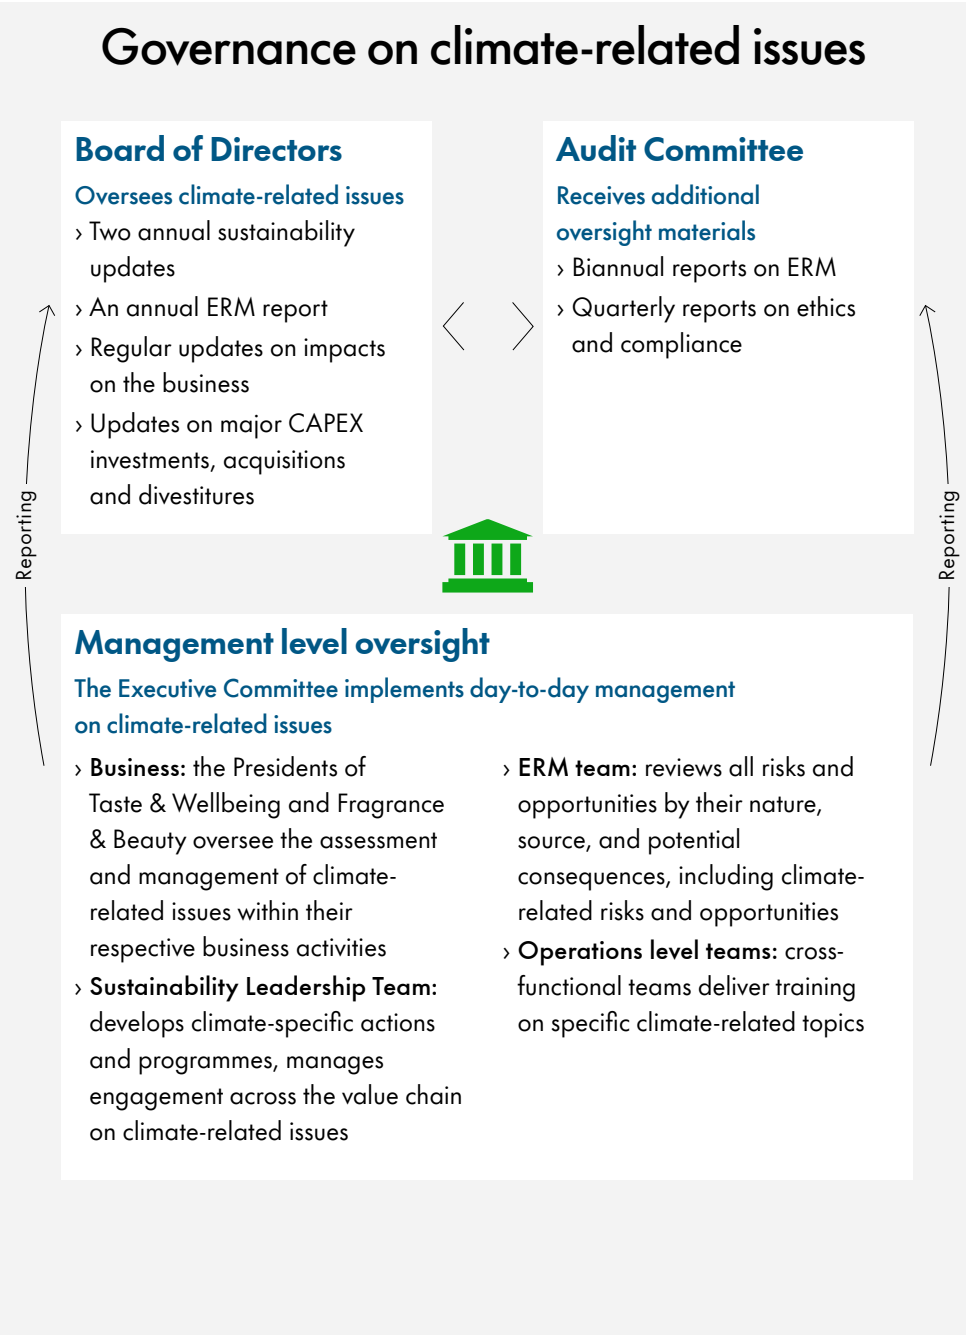 Governance on climate-related issues
Board of Directors
Oversees climate-related issues
› Two annual sustainability
updates
› An annual ERM report
› Regular updates on impacts
on the business
› Updates on major CAPEX
investments, acquisitions
and divestitures
Audit Committee
Receives additional
oversight materials
› Biannual reports on ERM
› Quarterly reports on ethics
and compliance
Reporting
Reporting
Management level oversight
The Executive Committee implements day-to-day management
on climate-related issues
› Business: the Presidents of
Taste & Wellbeing and Fragrance
& Beauty oversee the assessment
and management of climate-
related issues within their
respective business activities
› Sustainability Leadership Team:
develops climate-specific actions
and programmes, manages
engagement across the value chain
on climate-related issues
› ERM team: reviews all risks and
opportunities by their nature,
source, and potential
consequences, including climate-
related risks and opportunities
› Operations level teams: cross-
functional teams deliver training
on specific climate-related topics